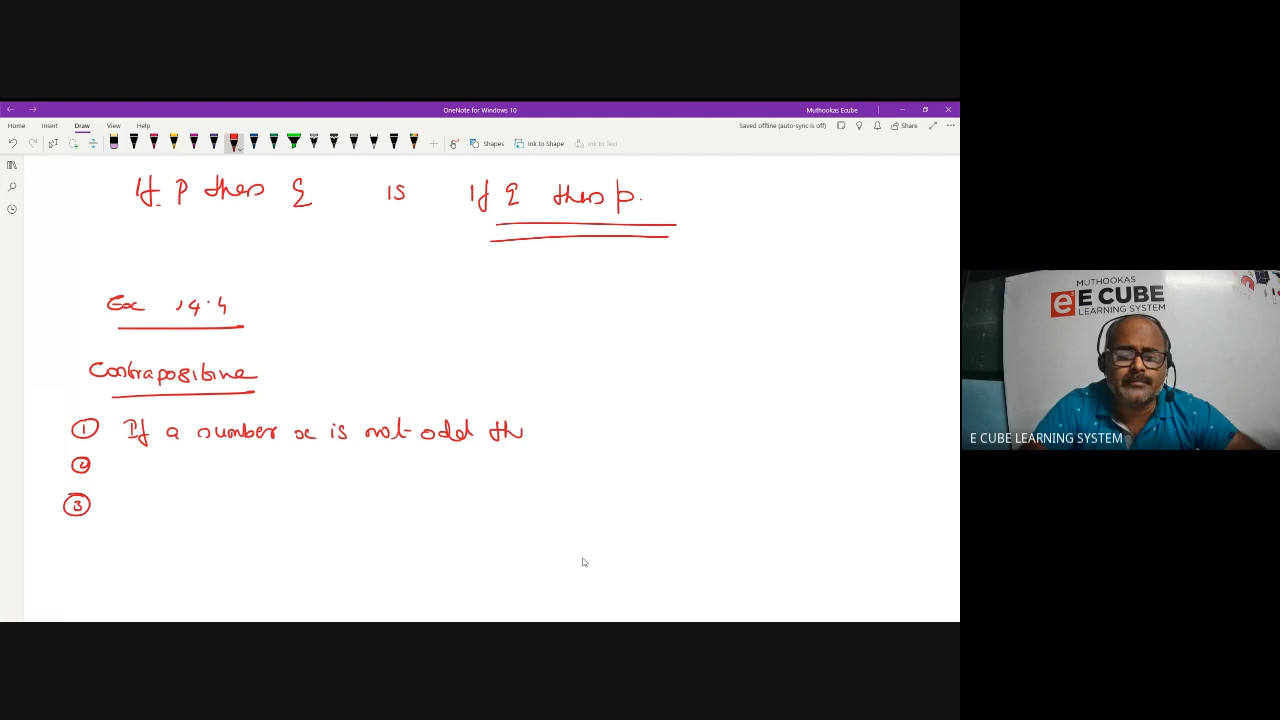 OneNote for Windows 10
Muthookas Ecube
Home Insert Draw View Help
Saved offline (auto-sync is off) Share
Shapes Ink to Shape Ink to Text
If p then q is If q then p.
Ex 14.4
Contrapositive
① If a number x is not odd th
②
③
MUTHOOKAS
e3 E CUBE
LEARNING SYSTEM
E CUBE LEARNING SYSTEM